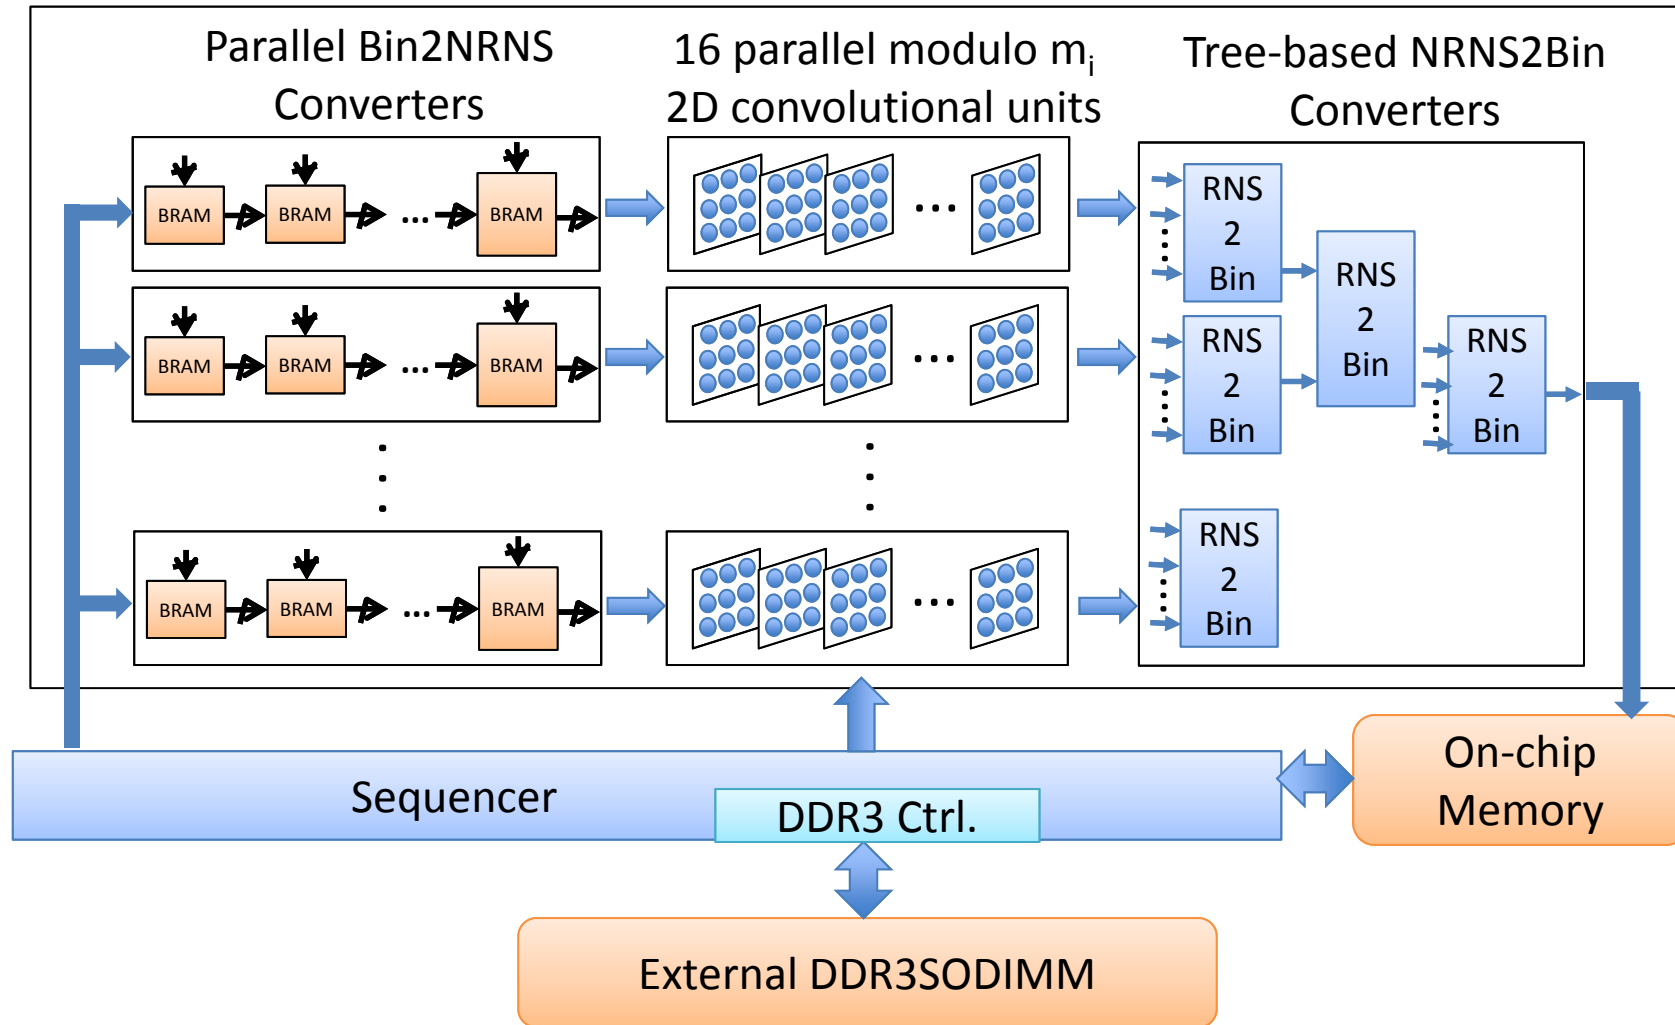 Parallel Bin2NRNS
Converters
16 parallel modulo mi
2D convolutional units
Tree-based NRNS2Bin
Converters
BRAM
BRAM
...
BRAM
...
RNS
2
Bin
RNS
2
Bin
BRAM
BRAM
...
BRAM
...
RNS
2
Bin
RNS
2
Bin
BRAM
BRAM
...
BRAM
...
RNS
2
Bin
Sequencer
DDR3 Ctrl.
On-chip
Memory
External DDR3SODIMM